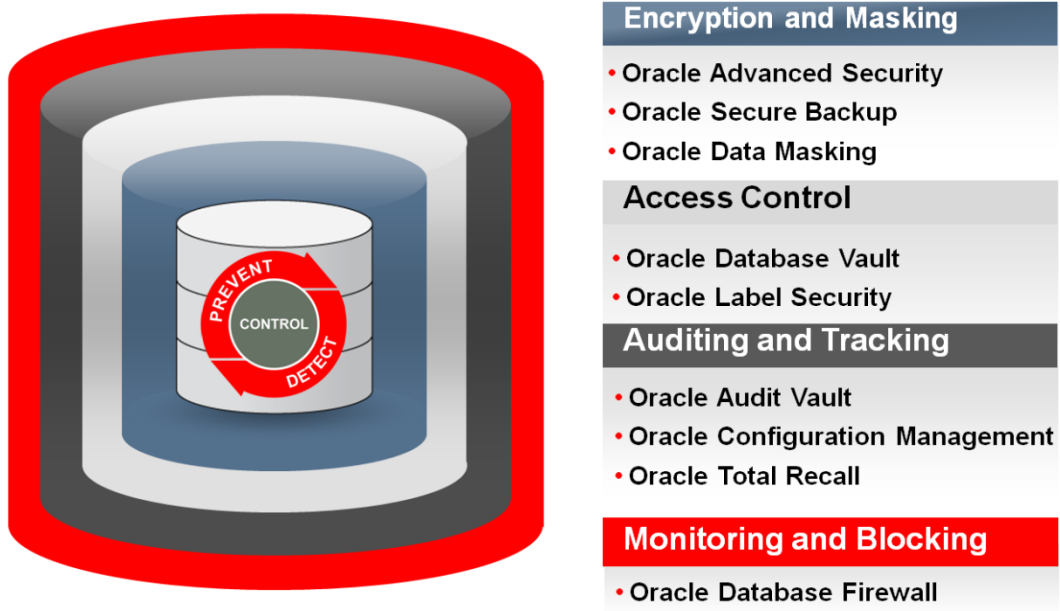 PREVENT
CONTROL
DETECT
Encryption and Masking
• Oracle Advanced Security
• Oracle Secure Backup
• Oracle Data Masking
Access Control
• Oracle Database Vault
• Oracle Label Security
Auditing and Tracking
• Oracle Audit Vault
• Oracle Configuration Management
• Oracle Total Recall
Monitoring and Blocking
• Oracle Database Firewall